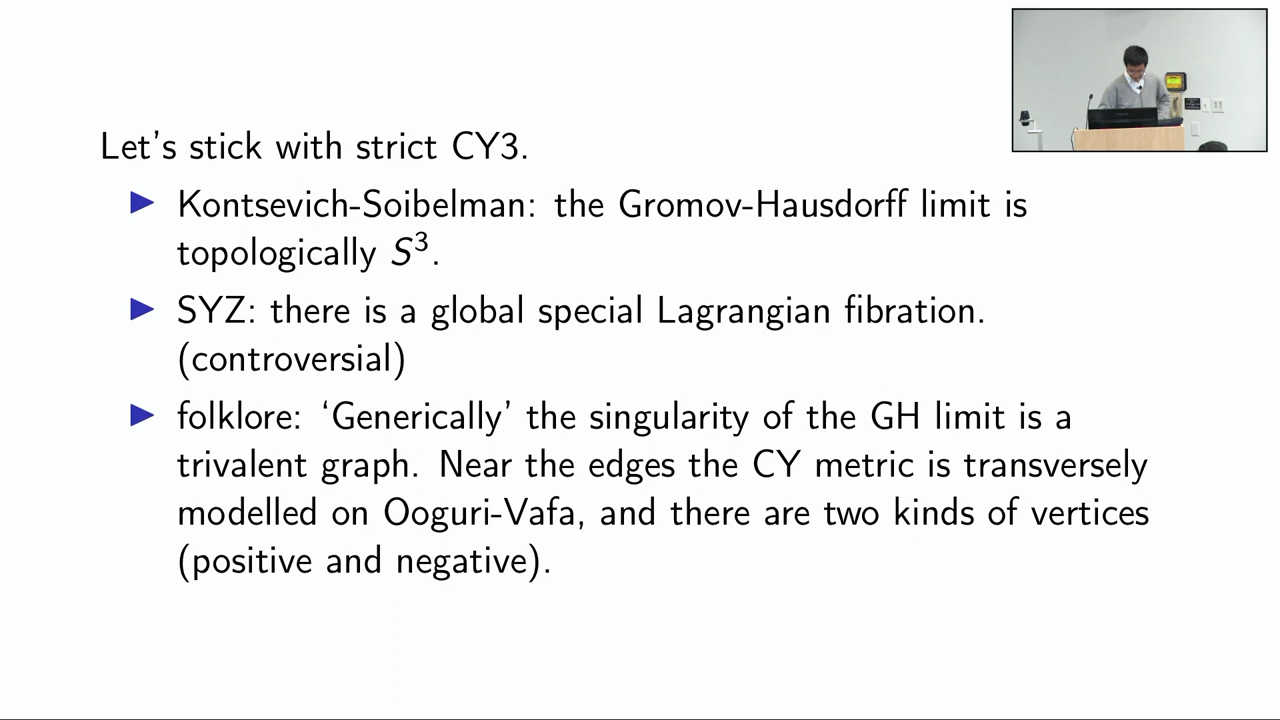 Let's stick with strict CY3.
▶ Kontsevich-Soibelman: the Gromov-Hausdorff limit is
topologically S³.
▶ SYZ: there is a global special Lagrangian fibration.
(controversial)
▶ folklore: ‘Generically’ the singularity of the GH limit is a
trivalent graph. Near the edges the CY metric is transversely
modelled on Ooguri-Vafa, and there are two kinds of vertices
(positive and negative).